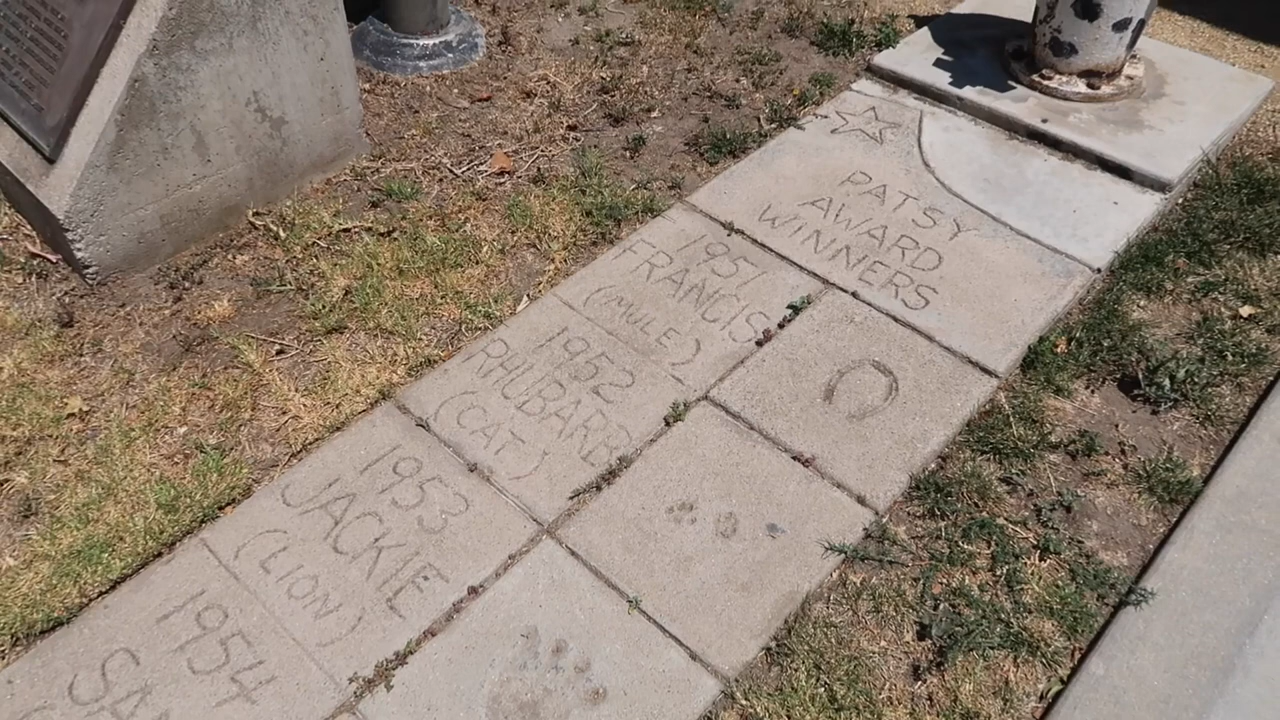 PATSY
AWARD
WINNERS
1951
FRANCIS
(MULE)
1952
RHUBARB
(CAT)
1953
JACKIE
(LION)
1954